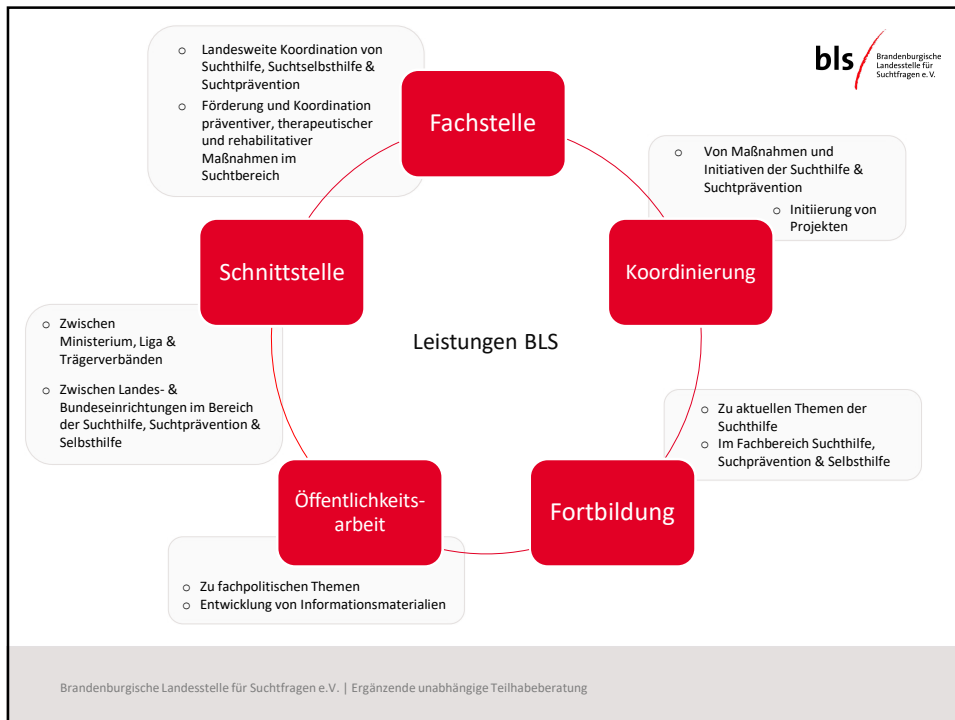 bls
Brandenburgische
Landesstelle für
Suchtfragen e. V.
○ Landesweite Koordination von
Suchthilfe, Suchtselbsthilfe &
Suchtprävention
○ Förderung und Koordination
präventiver, therapeutischer
und rehabilitativer
Maßnahmen im
Suchtbereich
Fachstelle
○ Von Maßnahmen und
Initiativen der Suchthilfe &
Suchtprävention
○ Initiierung von
Projekten
Koordinierung
Schnittstelle
○ Zwischen
Ministerium, Liga &
Trägerverbänden
○ Zwischen Landes- &
Bundeseinrichtungen im Bereich
der Suchthilfe, Suchtprävention &
Selbsthilfe
Leistungen BLS
○ Zu aktuellen Themen der
Suchthilfe
○ Im Fachbereich Suchthilfe,
Suchprävention & Selbsthilfe
Fortbildung
Öffentlichkeits-
arbeit
○ Zu fachpolitischen Themen
○ Entwicklung von Informationsmaterialien
Brandenburgische Landesstelle für Suchtfragen e.V. | Ergänzende unabhängige Teilhabeberatung